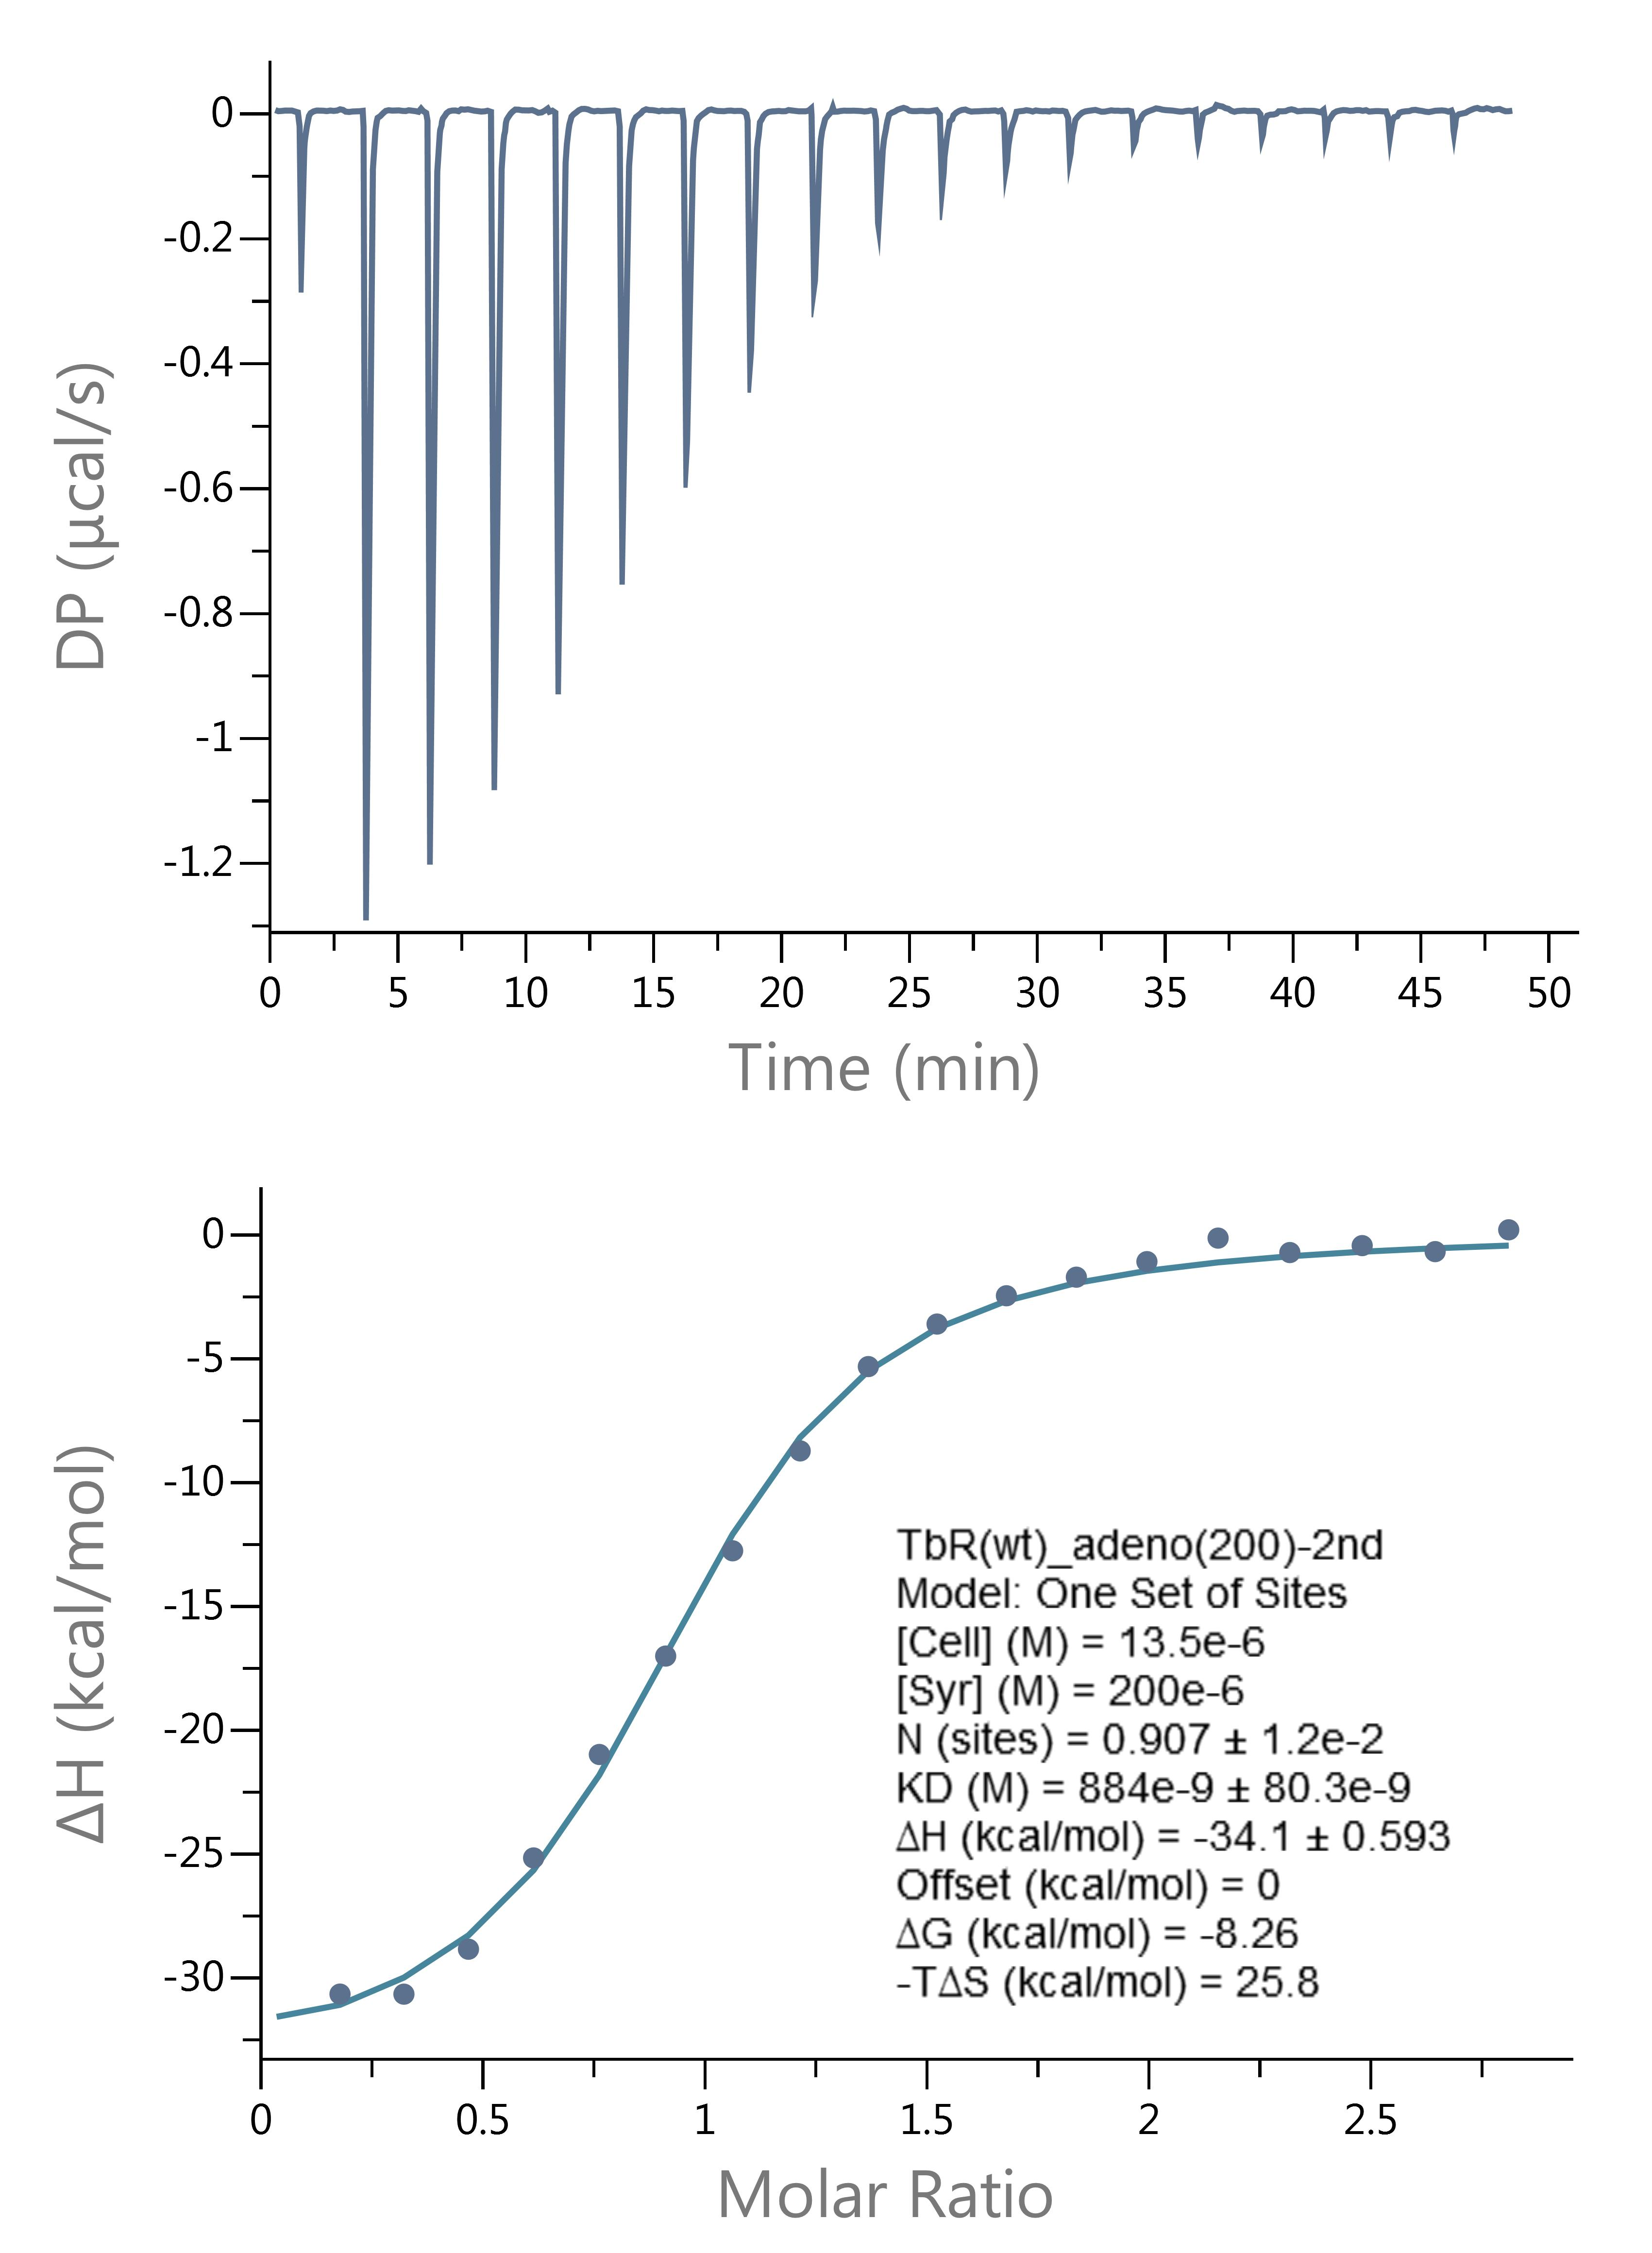 DP (µcal/s)
0
-0.2
-0.4
-0.6
-0.8
-1
-1.2
0 5 10 15 20 25 30 35 40 45 50
Time (min)
ΔH (kcal/mol)
0
-5
-10
-15
-20
-25
-30
TbR(wt)_adeno(200)-2nd
Model: One Set of Sites
[Cell] (M) = 13.5e-6
[Syr] (M) = 200e-6
N (sites) = 0.907 ± 1.2e-2
KD (M) = 884e-9 ± 80.3e-9
ΔH (kcal/mol) = -34.1 ± 0.593
Offset (kcal/mol) = 0
ΔG (kcal/mol) = -8.26
-TΔS (kcal/mol) = 25.8
0 0.5 1 1.5 2 2.5
Molar Ratio